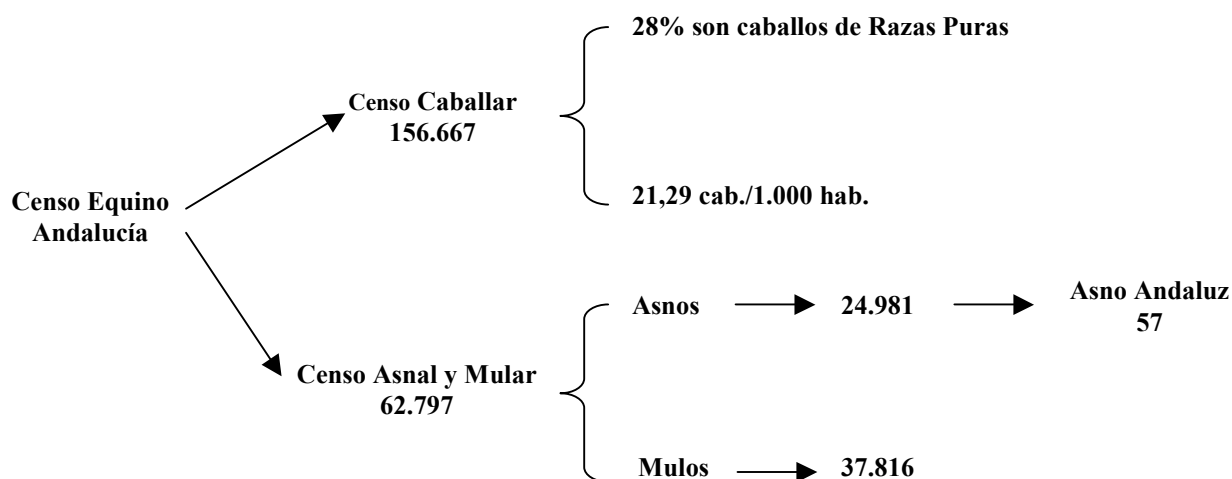 28% son caballos de Razas Puras
Censo Caballar
156.667
21,29 cab./1.000 hab.
Censo Equino
Andalucía
Asnos
24.981
Asno Andaluz
57
Censo Asnal y Mular
62.797
Mulos
37.816